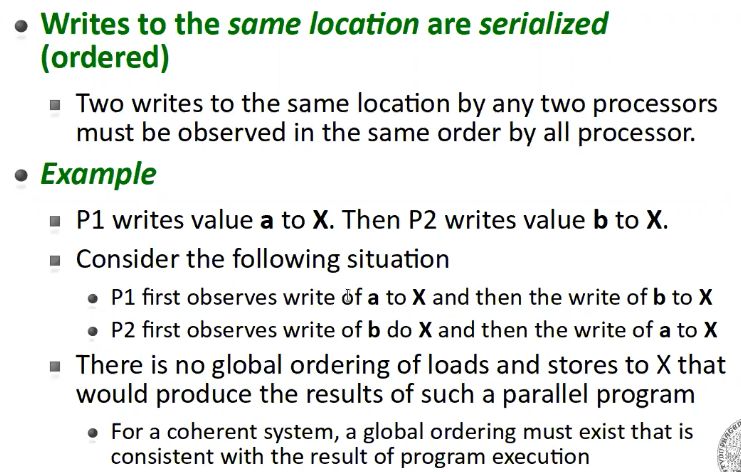 Writes to the same location are serialized
(ordered)
Two writes to the same location by any two processors
must be observed in the same order by all processor.
Example
P1 writes value a to X. Then P2 writes value b to X.
Consider the following situation
P1 first observes write of a to X and then the write of b to X
P2 first observes write of b do X and then the write of a to X
There is no global ordering of loads and stores to X that
would produce the results of such a parallel program
For a coherent system, a global ordering must exist that is
consistent with the result of program execution